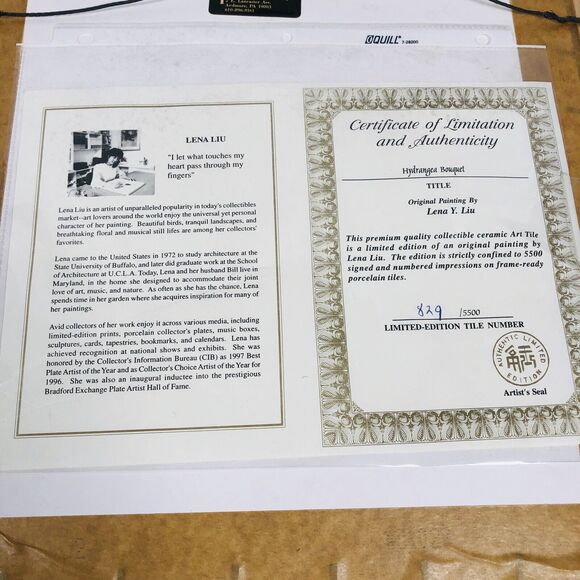 2 E. Lancaster Ave.
Ardmore, PA 19003
610-896-8161
QUILL® 7-28000
LENA LIU
"I let what touches my
heart pass through my
fingers"
Lena Liu is an artist of unparalleled popularity in today's collectibles
market--art lovers around the world enjoy the universal yet personal
character of her painting. Beautiful birds, tranquil landscapes, and
breathtaking floral and musical still lifes are among her collectors'
favorites.
Lena came to the United States in 1972 to study architecture at the
State University of Buffalo, and later did graduate work at the School
of Architecture at U.C.L.A. Today, Lena and her husband Bill live in
Maryland, in the home she designed to accommodate their joint
love of art, music, and nature. As often as she has the chance, Lena
spends time in her garden where she acquires inspiration for many of
her paintings.
Avid collectors of her work enjoy it across various media, including
limited-edition prints, porcelain collector's plates, music boxes,
sculptures, cards, tapestries, bookmarks, and calendars. Lena has
achieved recognition at national shows and exhibits. She was
honored by the Collector's Information Bureau (CIB) as 1997 Best
Plate Artist of the Year and as Collector's Choice Artist of the Year for
1996. She was also an inaugural inductee into the prestigious
Bradford Exchange Plate Artist Hall of Fame.
Certificate of Limitation
and Authenticity
Hydrangea Bouquet
TITLE
Original Painting By
Lena Y. Liu
This premium quality collectible ceramic Art Tile
is a limited edition of an original painting by
Lena Liu. The edition is strictly confined to 5500
signed and numbered impressions on frame-ready
porcelain tiles.
829 /5500
LIMITED-EDITION TILE NUMBER
AUTHENTIC LIMITED
EDITION
Artist's Seal